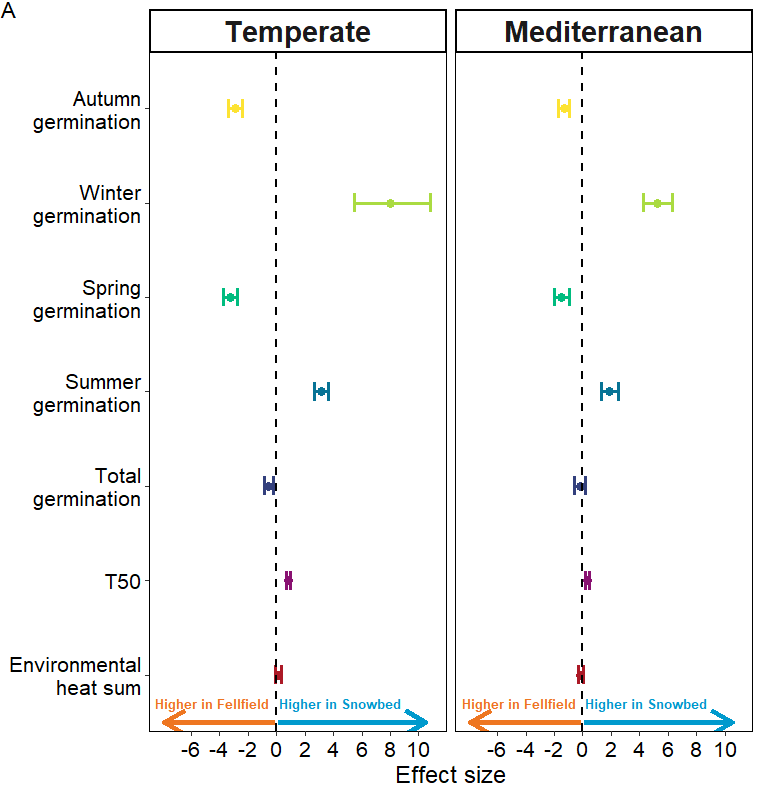 A
Temperate
Mediterranean
Autumn
germination
Winter
germination
Spring
germination
Summer
germination
Total
germination
T50
Environmental
heat sum
Higher in Fellfield Higher in Snowbed
Higher in Fellfield Higher in Snowbed
-6 -4 -2 0 2 4 6 8 10
-6 -4 -2 0 2 4 6 8 10
Effect size